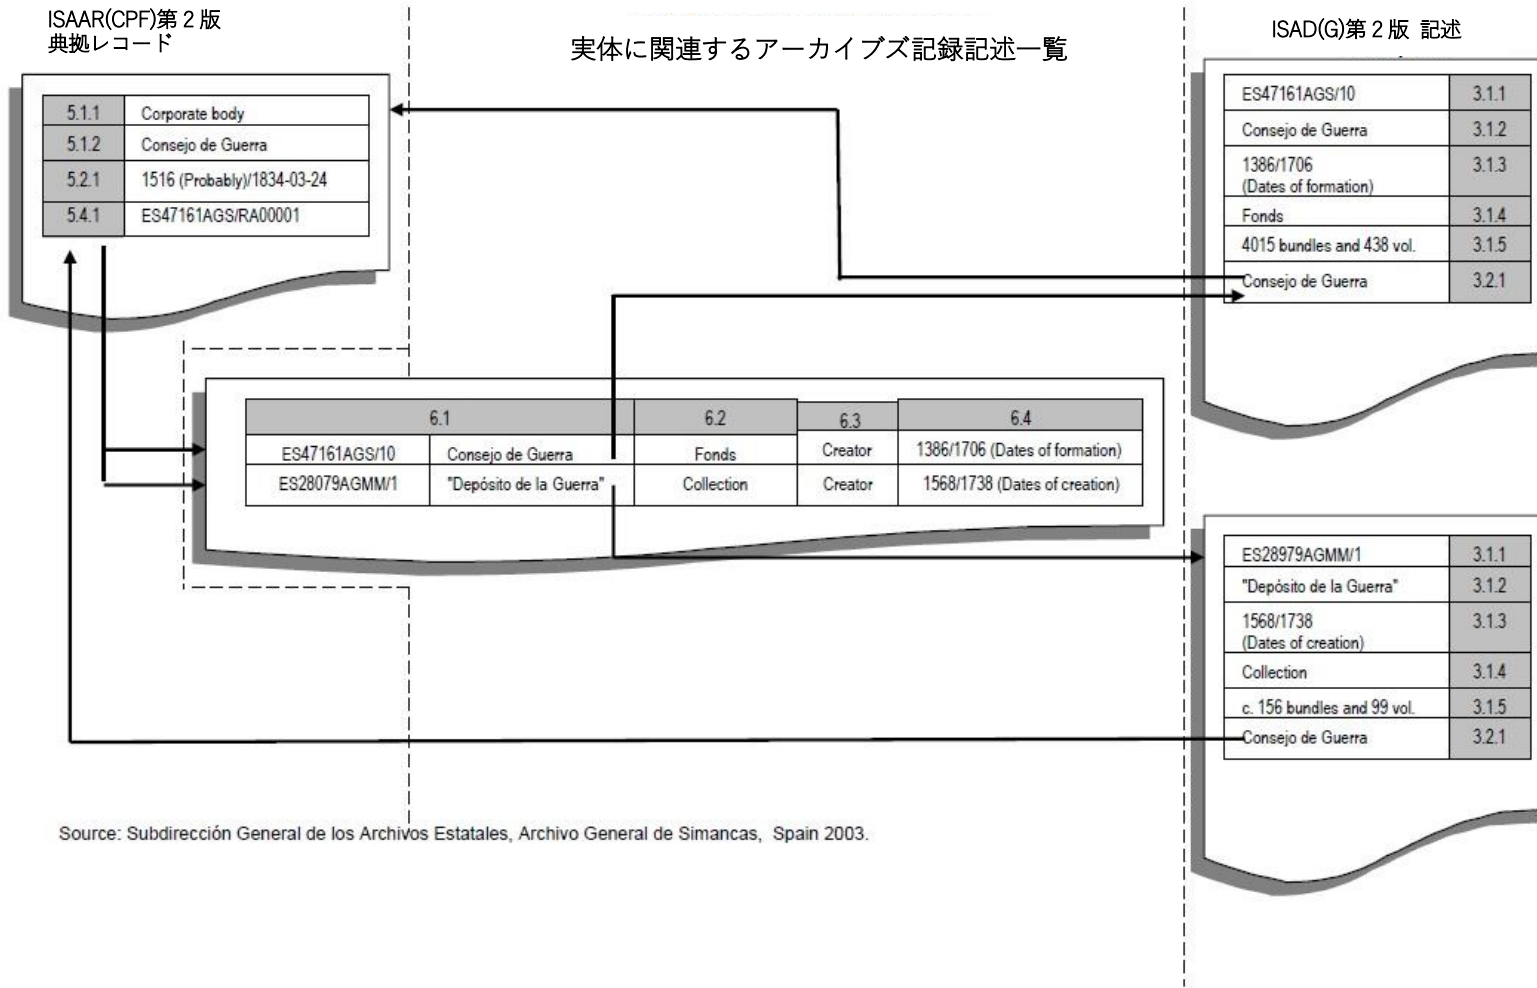 ISAAR(CPF)第 2 版
典拠レコード
5.1.1 Corporate body
5.1.2 Consejo de Guerra
5.2.1 1516 (Probably)/1834-03-24
5.4.1 ES47161AGS/RA00001
実体に関連するアーカイブズ記録記述一覧
6.1 6.2 6.3 6.4
ES47161AGS/10 Consejo de Guerra Fonds Creator 1386/1706 (Dates of formation)
ES28079AGMM/1 "Depósito de la Guerra" Collection Creator 1568/1738 (Dates of creation)
ISAD(G)第 2 版 記述
ES47161AGS/10 3.1.1
Consejo de Guerra 3.1.2
1386/1706 3.1.3
(Dates of formation)
Fonds 3.1.4
4015 bundles and 438 vol. 3.1.5
Consejo de Guerra 3.2.1
ES28979AGMM/1 3.1.1
"Depósito de la Guerra" 3.1.2
1568/1738 3.1.3
(Dates of creation)
Collection 3.1.4
c. 156 bundles and 99 vol. 3.1.5
Consejo de Guerra 3.2.1
Source: Subdirección General de los Archivos Estatales, Archivo General de Simancas, Spain 2003.